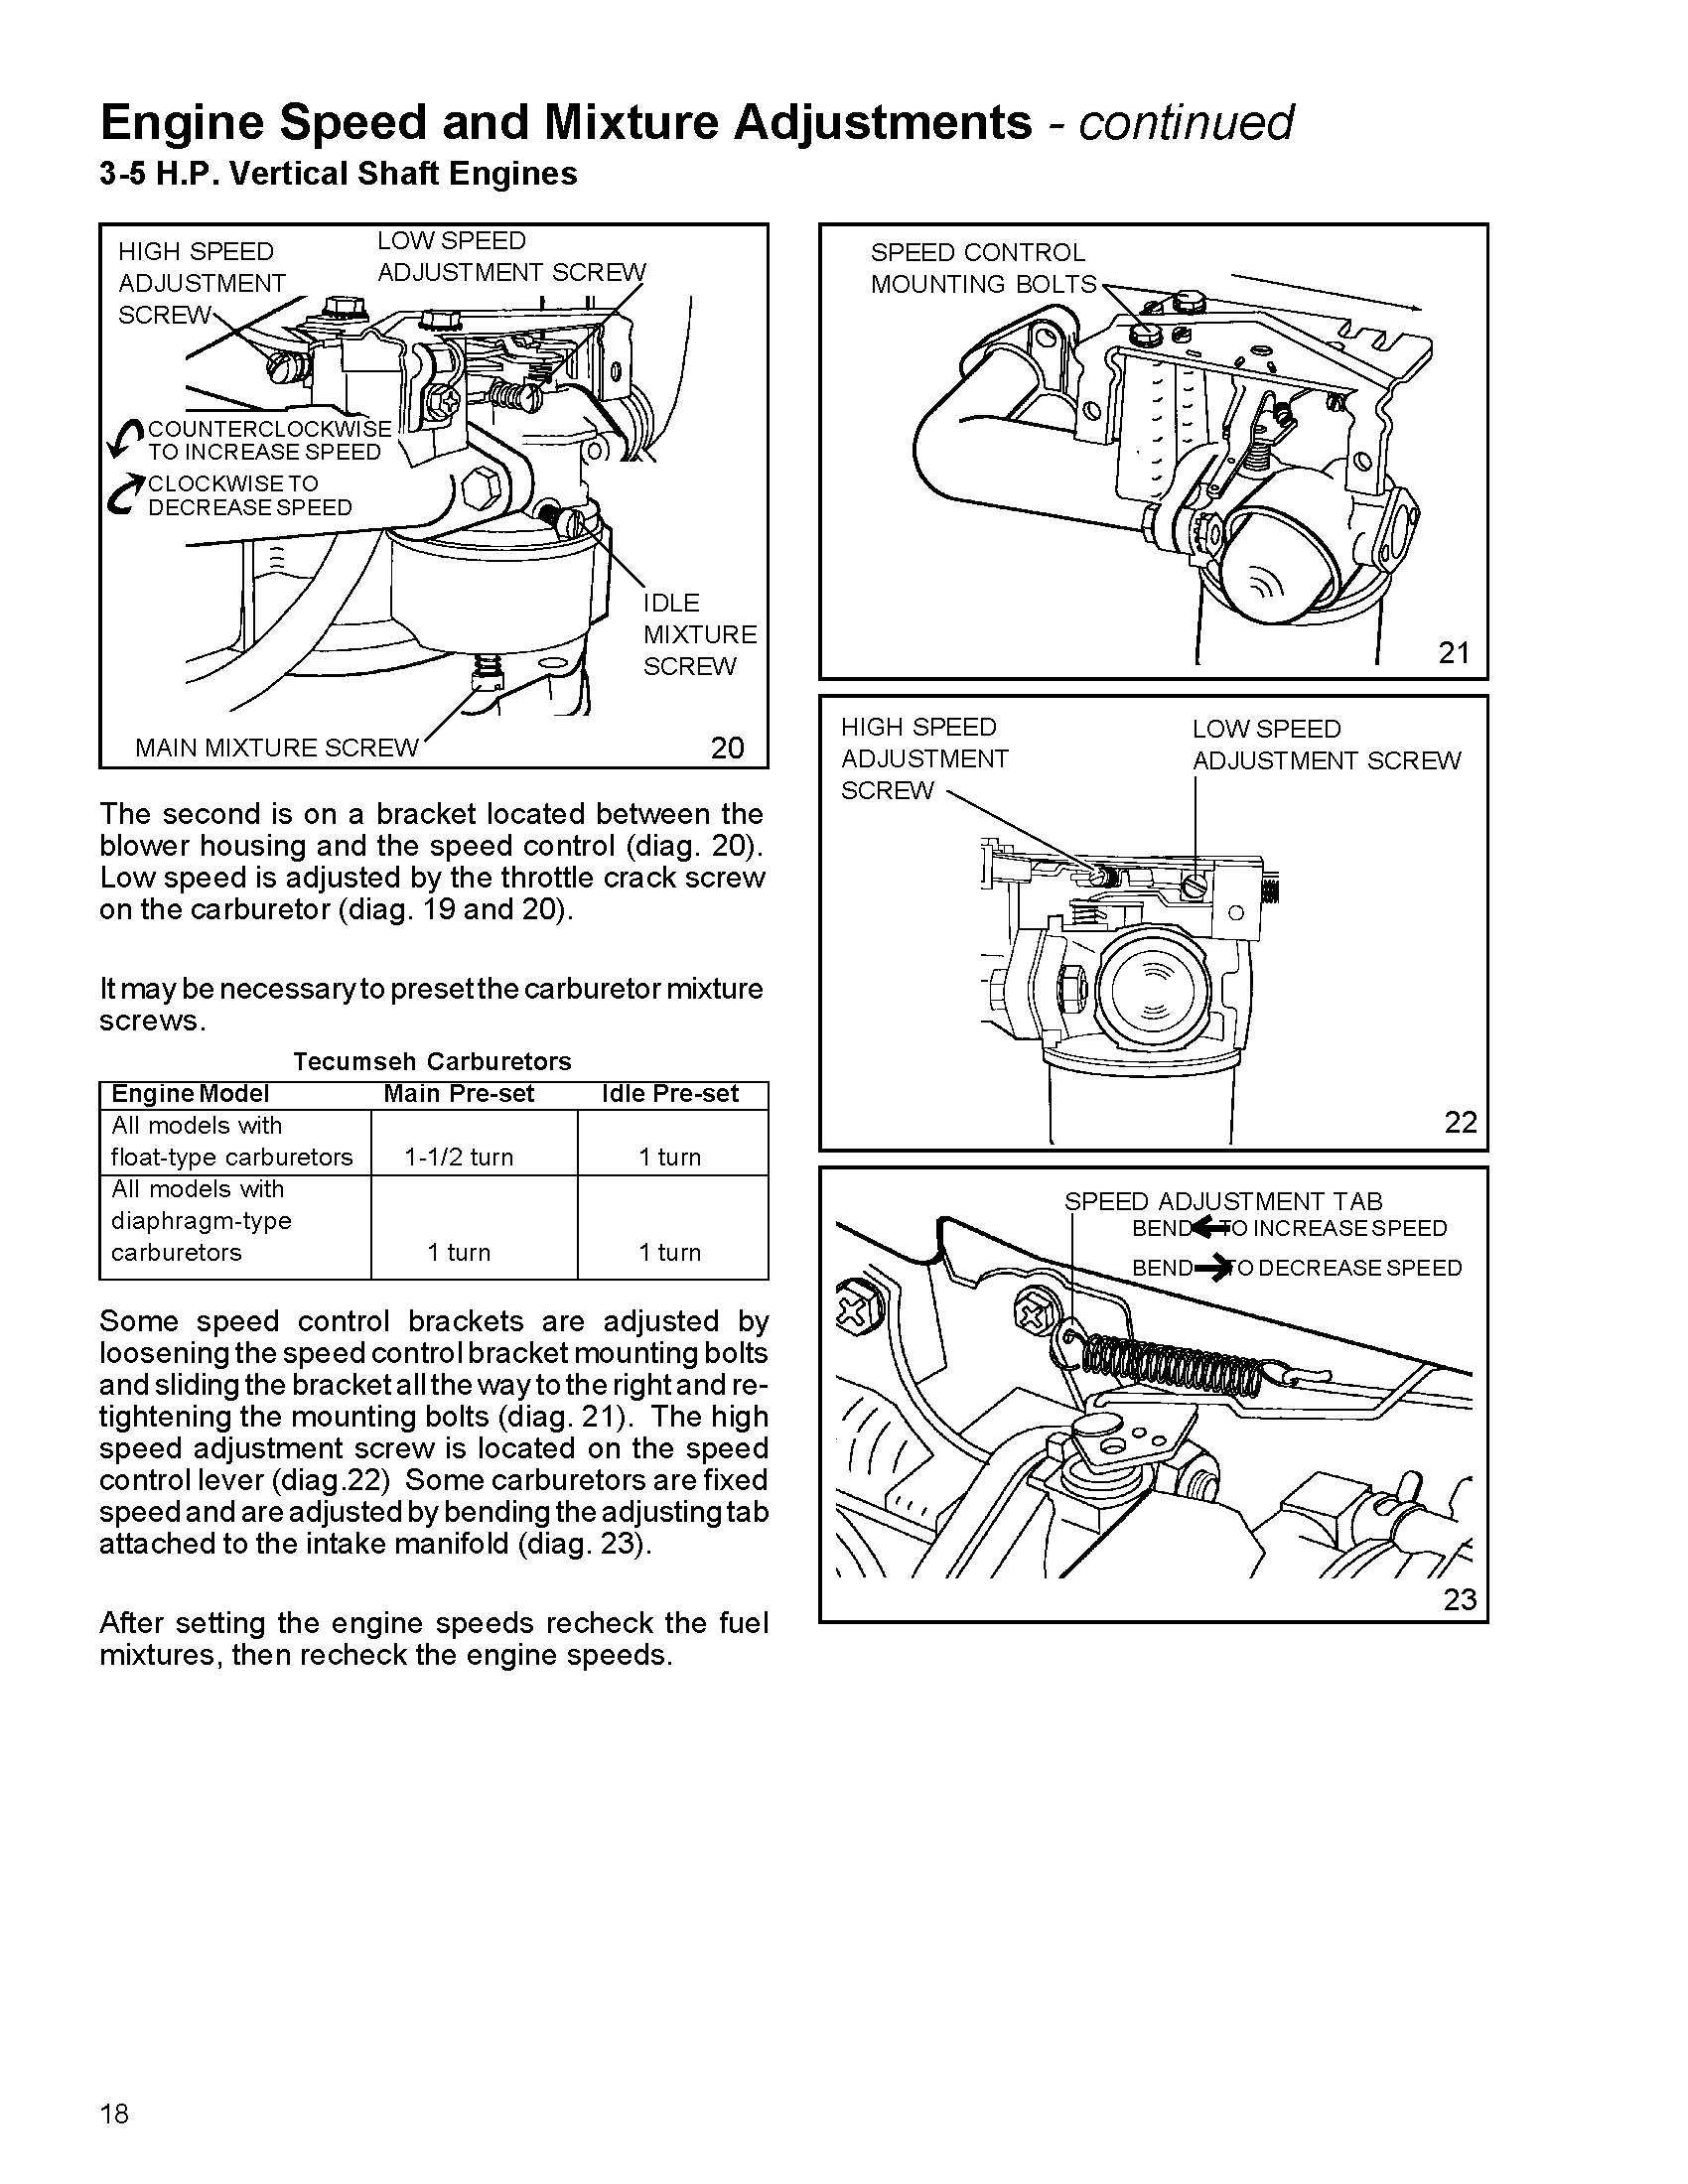 Engine Speed and Mixture Adjustments - continued
3-5 H.P. Vertical Shaft Engines
HIGH SPEED
ADJUSTMENT
SCREW
LOW SPEED
ADJUSTMENT SCREW
COUNTERCLOCKWISE
TO INCREASE SPEED
CLOCKWISE TO
DECREASE SPEED
IDLE
MIXTURE
SCREW
MAIN MIXTURE SCREW
20
The second is on a bracket located between the
blower housing and the speed control (diag. 20).
Low speed is adjusted by the throttle crack screw
on the carburetor (diag. 19 and 20).
It may be necessary to preset the carburetor mixture
screws.
Tecumseh Carburetors
Engine Model Main Pre-set Idle Pre-set
All models with
float-type carburetors 1-1/2 turn 1 turn
All models with
diaphragm-type
carburetors 1 turn 1 turn
Some speed control brackets are adjusted by
loosening the speed control bracket mounting bolts
and sliding the bracket all the way to the right and re-
tightening the mounting bolts (diag. 21). The high
speed adjustment screw is located on the speed
control lever (diag.22) Some carburetors are fixed
speed and are adjusted by bending the adjusting tab
attached to the intake manifold (diag. 23).
After setting the engine speeds recheck the fuel
mixtures, then recheck the engine speeds.
SPEED CONTROL
MOUNTING BOLTS
21
HIGH SPEED
ADJUSTMENT
SCREW
LOW SPEED
ADJUSTMENT SCREW
22
SPEED ADJUSTMENT TAB
BEND TO INCREASE SPEED
BEND TO DECREASE SPEED
23
18